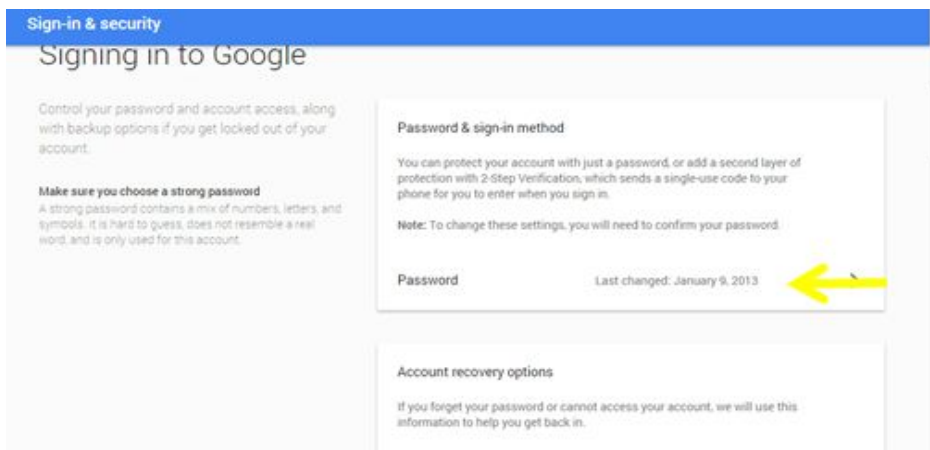 Sign-in & security
Signing in to Google
Control your password and account access, along
with backup options if you get locked out of your
account.
Make sure you choose a strong password
A strong password contains a mix of numbers, letters, and
symbols. It is hard to guess, does not resemble a real
word, and is only used for this account.
Password & sign-in method
You can protect your account with just a password, or add a second layer of
protection with 2-Step Verification, which sends a single-use code to your
phone for you to enter when you sign in.
Note: To change these settings, you will need to confirm your password.
Password Last changed: January 9, 2013
Account recovery options
If you forget your password or cannot access your account, we will use this
information to help you get back in.